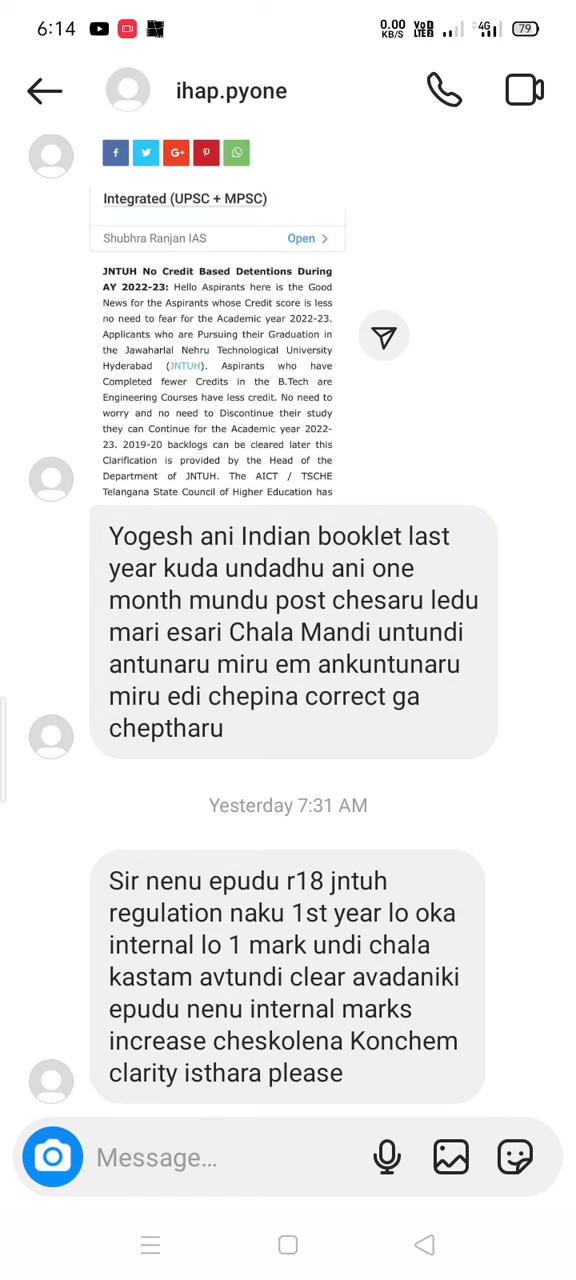 6:14
0.00
KB/S
VoD
LTE2
4G
79
ihap.pyone
f
G+
Integrated (UPSC + MPSC)
Shubhra Ranjan IAS
Open >
JNTUH No Credit Based Detentions During
AY 2022-23: Hello Aspirants here is the Good
News for the Aspirants whose Credit score is less
no need to fear for the Academic year 2022-23.
Applicants who are Pursuing their Graduation in
the Jawaharlal Nehru Technological University
Hyderabad (JNTUH). Aspirants who have
Completed fewer Credits in the B.Tech are
Engineering Courses have less credit. No need to
worry and no need to Discontinue their study
they can Continue for the Academic year 2022-
23. 2019-20 backlogs can be cleared later this
Clarification is provided by the Head of the
Department of JNTUH. The AICT / TSCHE
Telangana State Council of Higher Education has
Yogesh ani Indian booklet last
year kuda undadhu ani one
month mundu post chesaru ledu
mari esari Chala Mandi untundi
antunaru miru em ankuntunaru
miru edi chepina correct ga
cheptharu
Yesterday 7:31 AM
Sir nenu epudu r18 jntuh
regulation naku 1st year lo oka
internal lo 1 mark undi chala
kastam avtundi clear avadaniki
epudu nenu internal marks
increase cheskolena Konchem
clarity isthara please
Message...